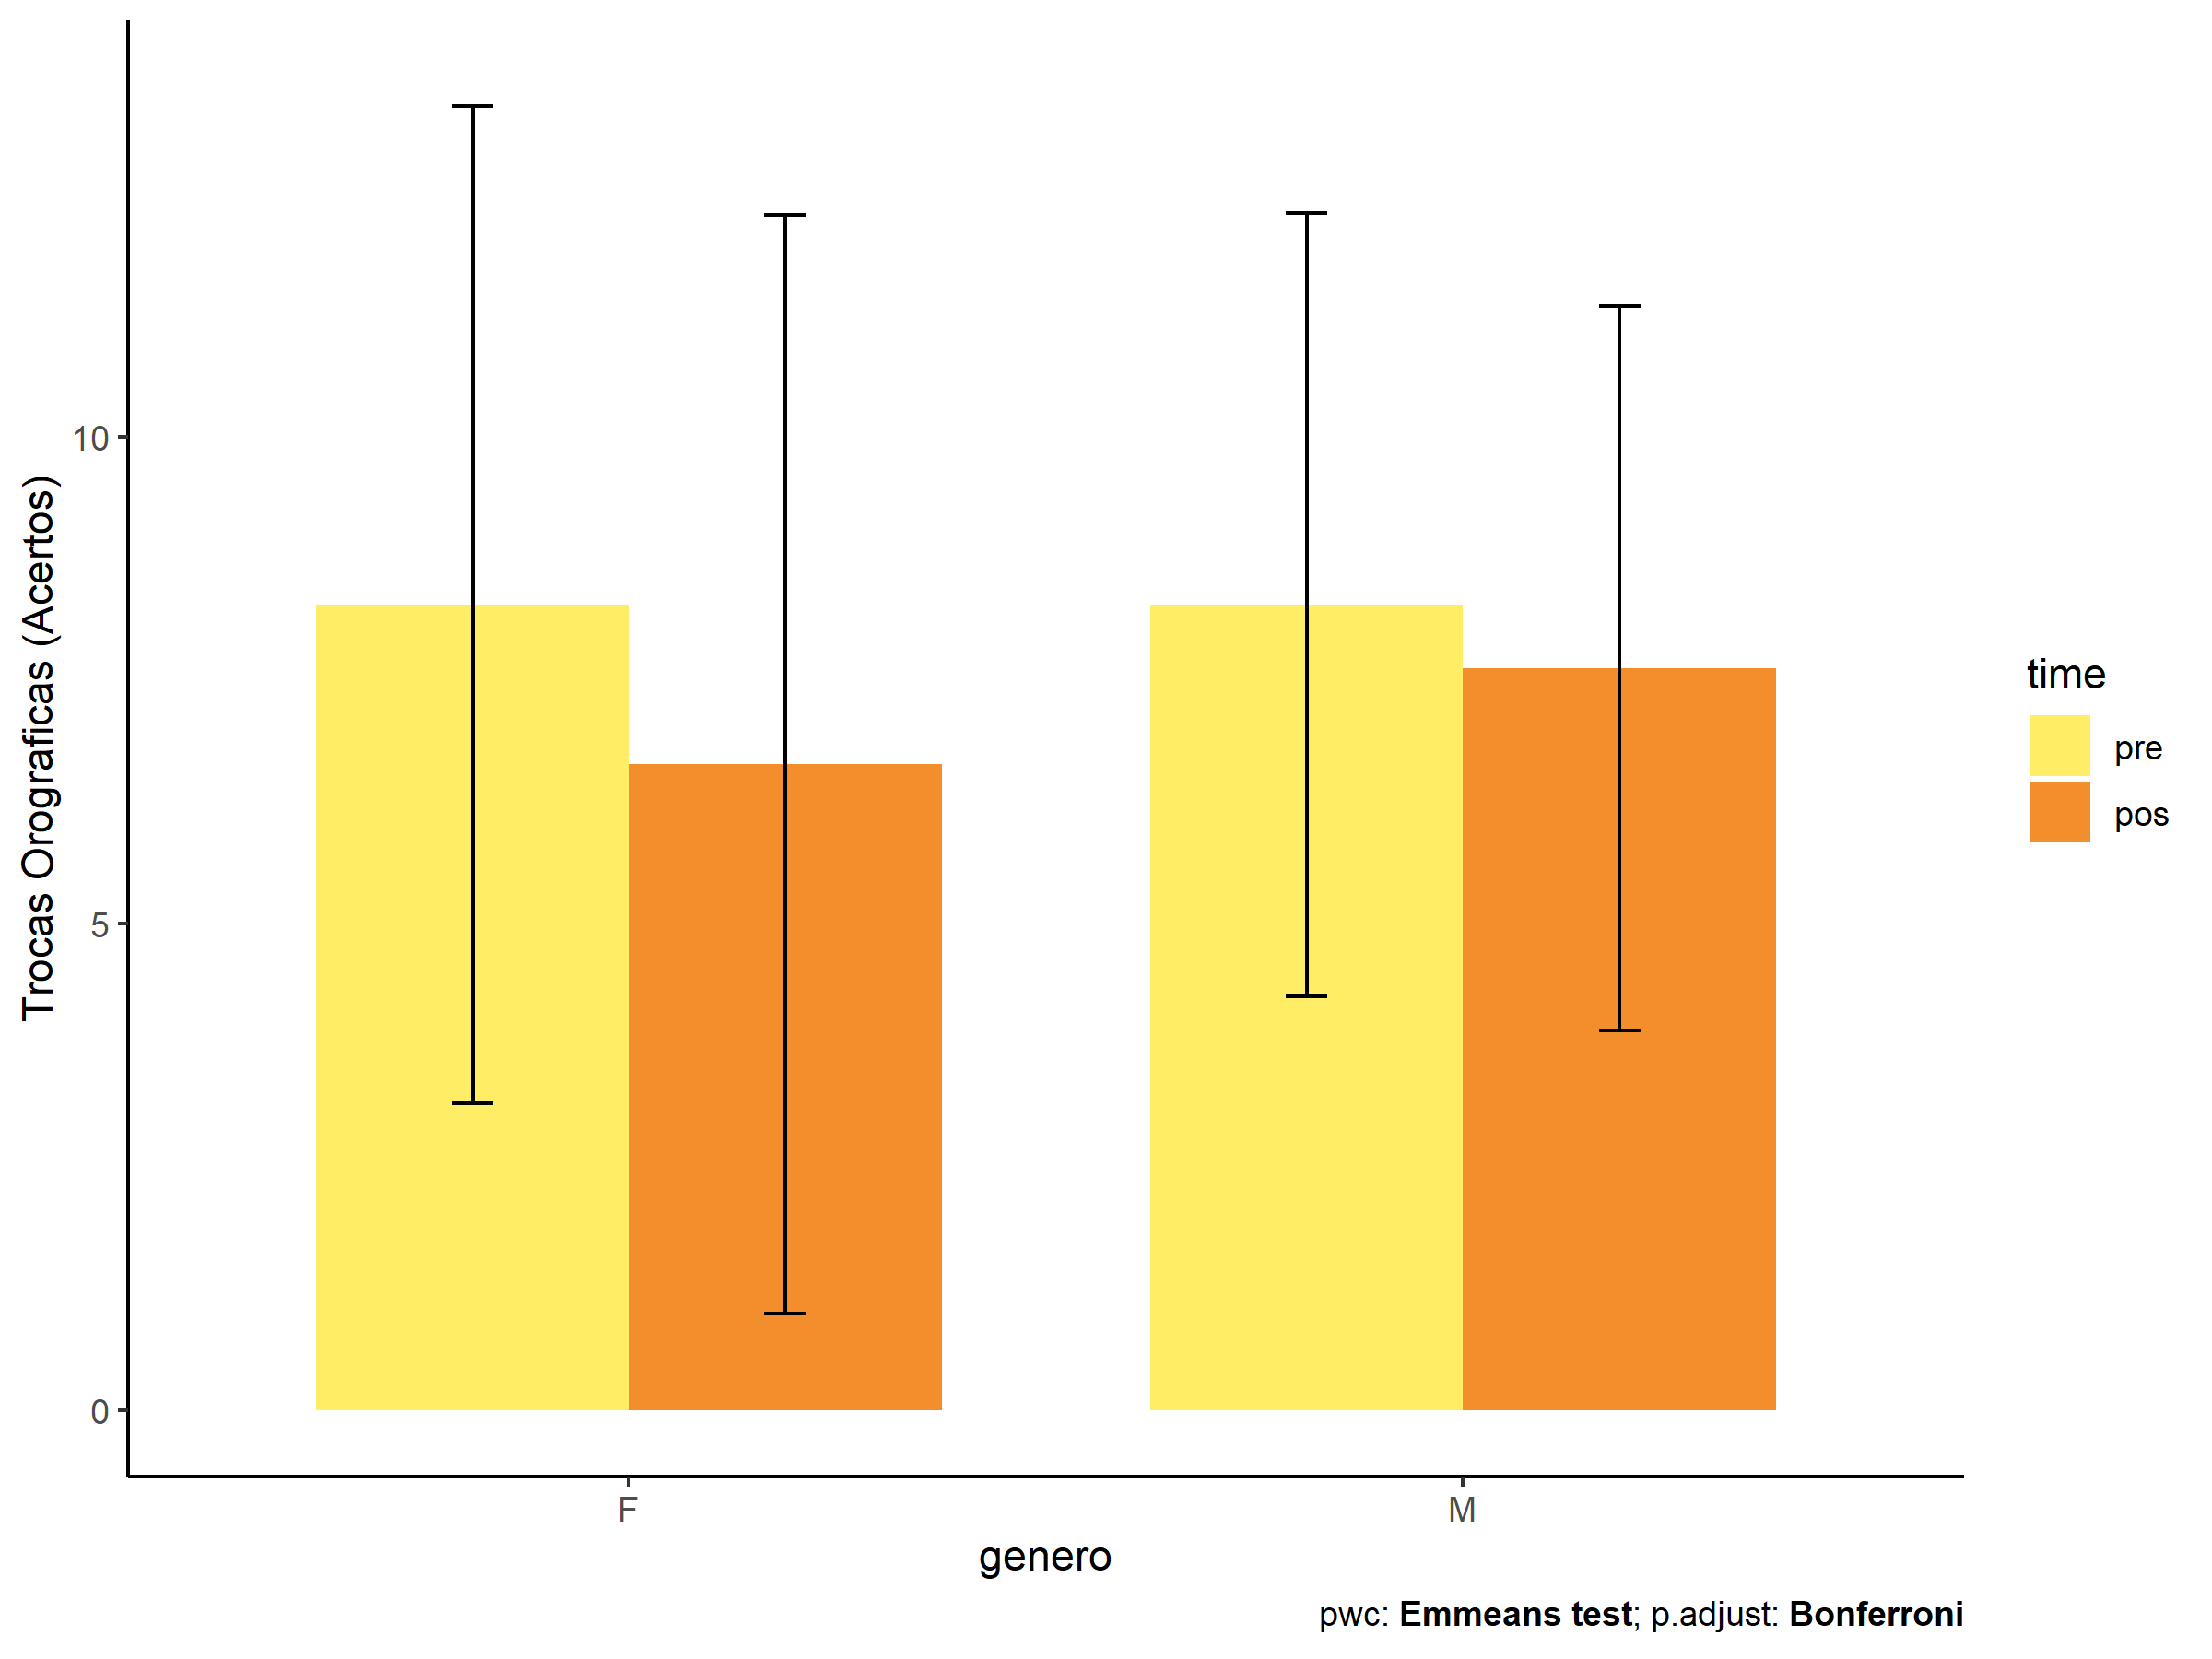 Trocas Orograficas (Acertos)
10
5
0
F
M
genero
time
pre
pos
pwc: Emmeans test; p.adjust: Bonferroni